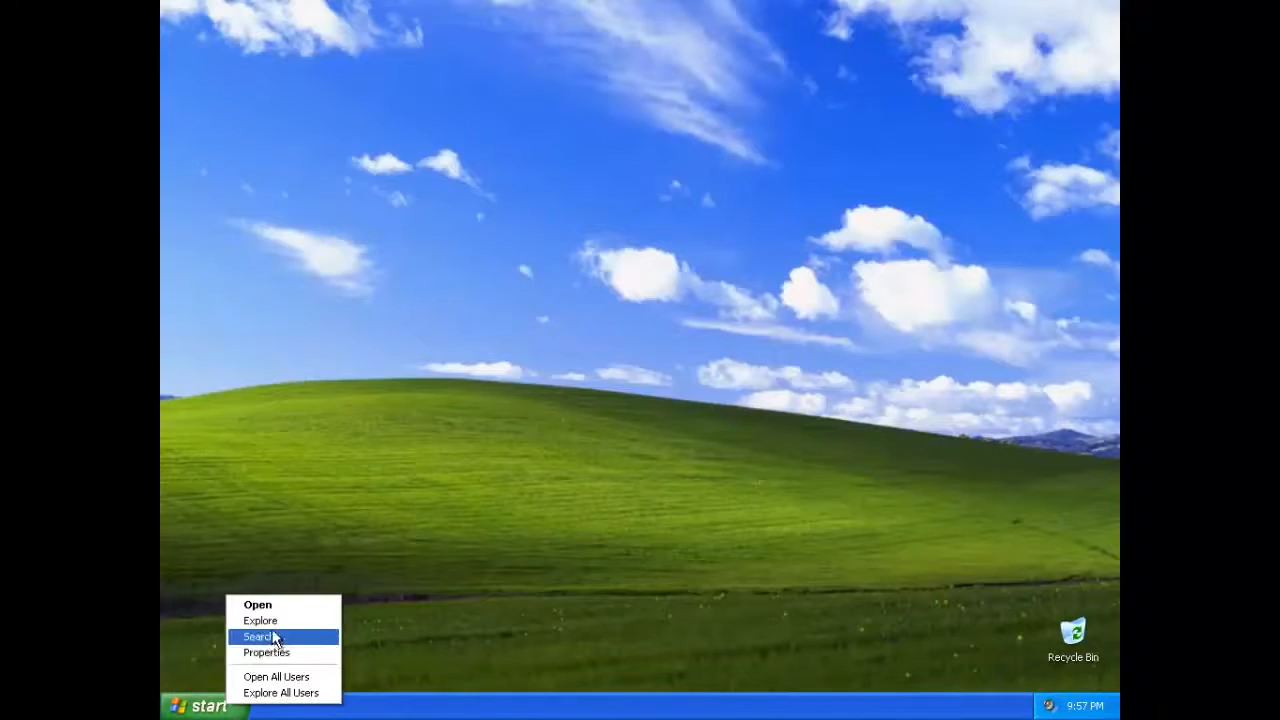 Open
Explore
Search
Properties
Open All Users
Explore All Users
Recycle Bin
start
9:57 PM